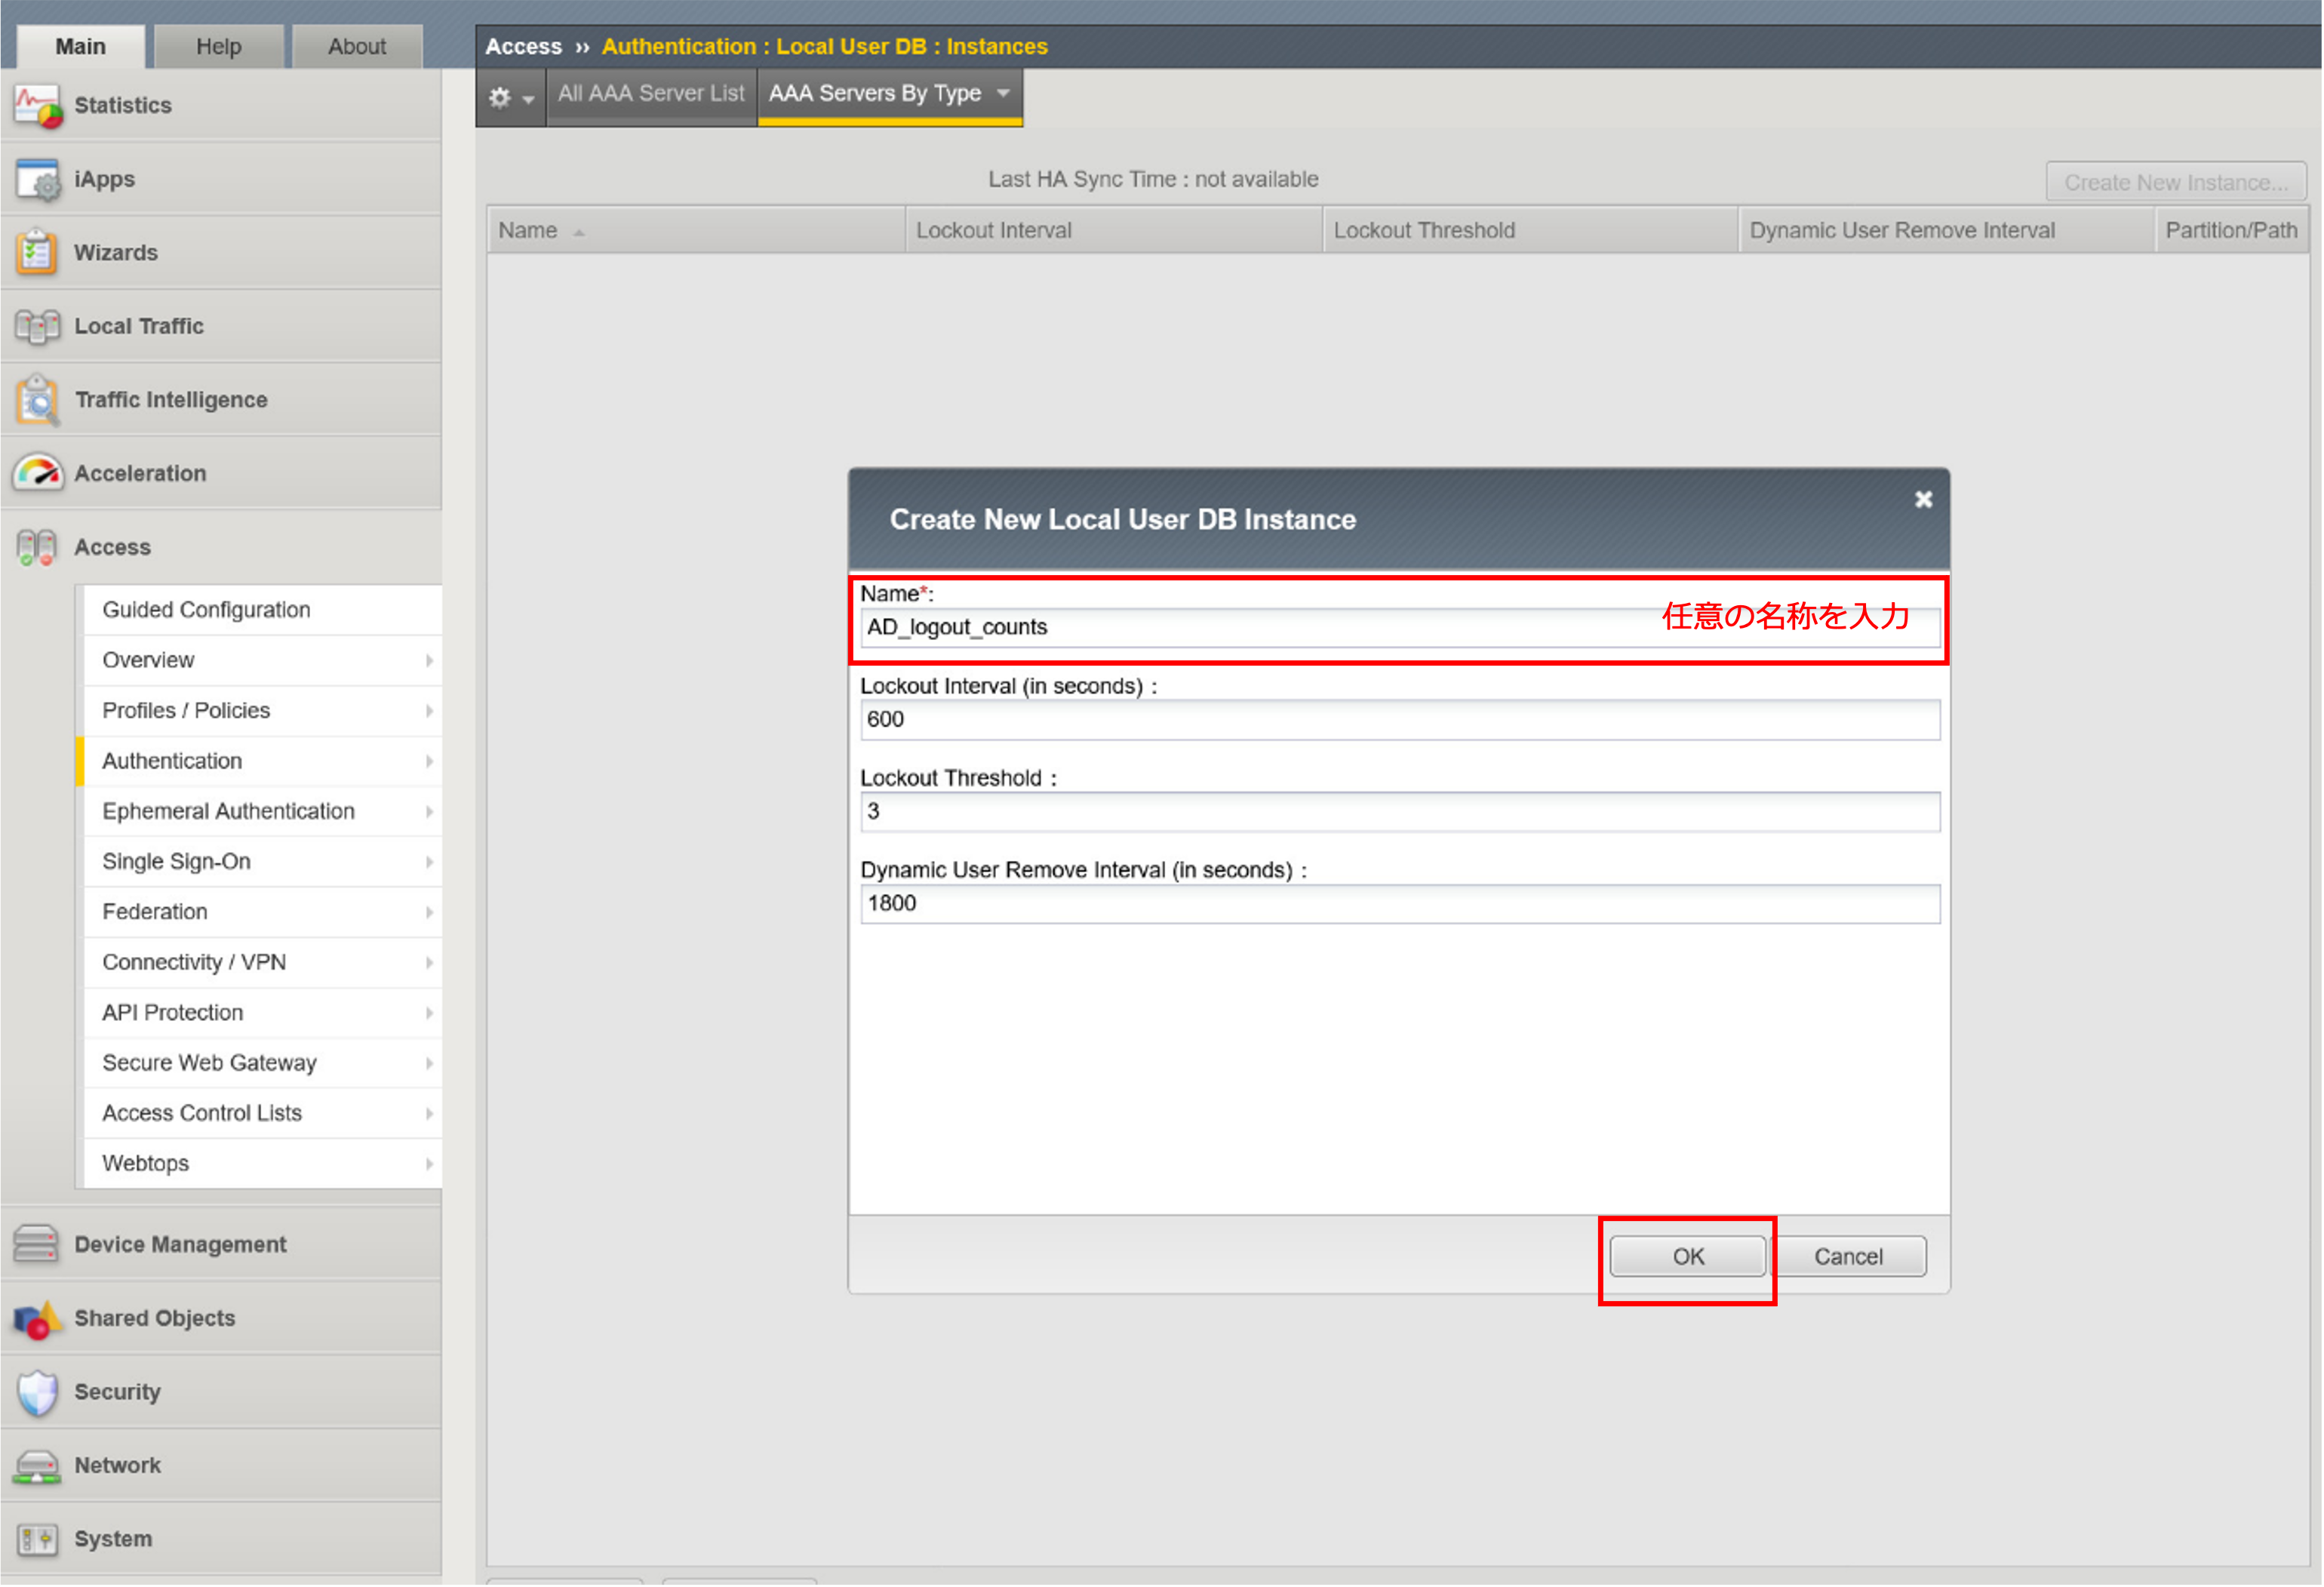 Main
Help
About
Access ›› Authentication : Local User DB : Instances
All AAA Server List
AAA Servers By Type
Statistics
iApps
Wizards
Local Traffic
Traffic Intelligence
Acceleration
Access
Guided Configuration
Overview
Profiles / Policies
Authentication
Ephemeral Authentication
Single Sign-On
Federation
Connectivity / VPN
API Protection
Secure Web Gateway
Access Control Lists
Webtops
Device Management
Shared Objects
Security
Network
System
Last HA Sync Time : not available
Create New Instance...
Name
Lockout Interval
Lockout Threshold
Dynamic User Remove Interval
Partition/Path
Create New Local User DB Instance
Name*:
AD_logout_counts
任意の名称を入力
Lockout Interval (in seconds) :
600
Lockout Threshold :
3
Dynamic User Remove Interval (in seconds) :
1800
OK
Cancel